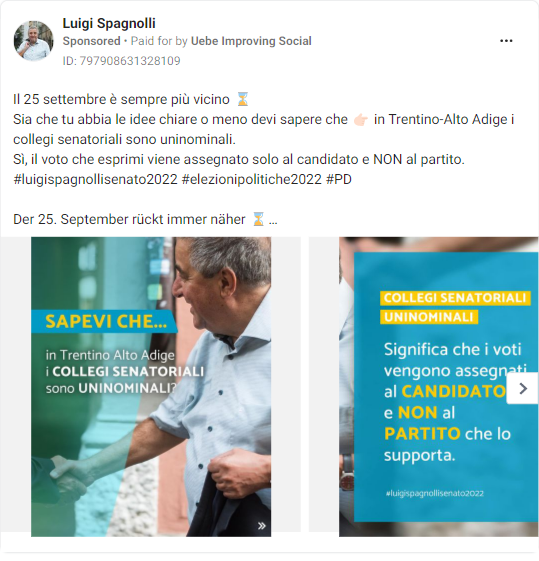 Luigi Spagnolli
Sponsored • Paid for by Uebe Improving Social
ID: 797908631328109
Il 25 settembre è sempre più vicino ⏳
Sia che tu abbia le idee chiare o meno devi sapere che 👉🏻 in Trentino-Alto Adige i
collegi senatoriali sono uninominali.
Sì, il voto che esprimi viene assegnato solo al candidato e NON al partito.
#luigispagnollisenato2022 #elezionipolitiche2022 #PD
Der 25. September rückt immer näher ⏳...
SAPEVI CHE...
in Trentino Alto Adige
i COLLEGI SENATORIALI
sono UNINOMINALI?
»
COLLEGI SENATORIALI
UNINOMINALI
Significa che i voti
vengono assegnati
al CANDIDATO
e NON al
PARTITO che lo
supporta.
#luigispagnollisenato2022